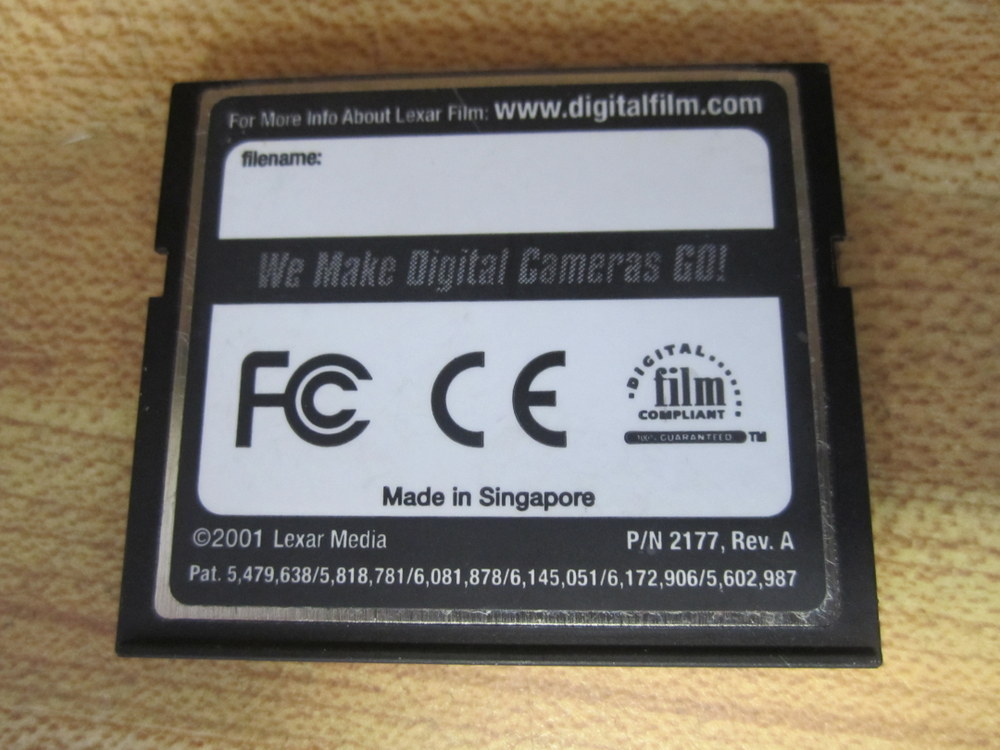 For More Info About Lexar Film: www.digitalfilm.com
filename:
We Make Digital Cameras GO!
FC CE DIGITAL film COMPLIANT
100% GUARANTEED TM
Made in Singapore
©2001 Lexar Media P/N 2177, Rev. A
Pat. 5,479,638/5,818,781/6,081,878/6,145,051/6,172,906/5,602,987